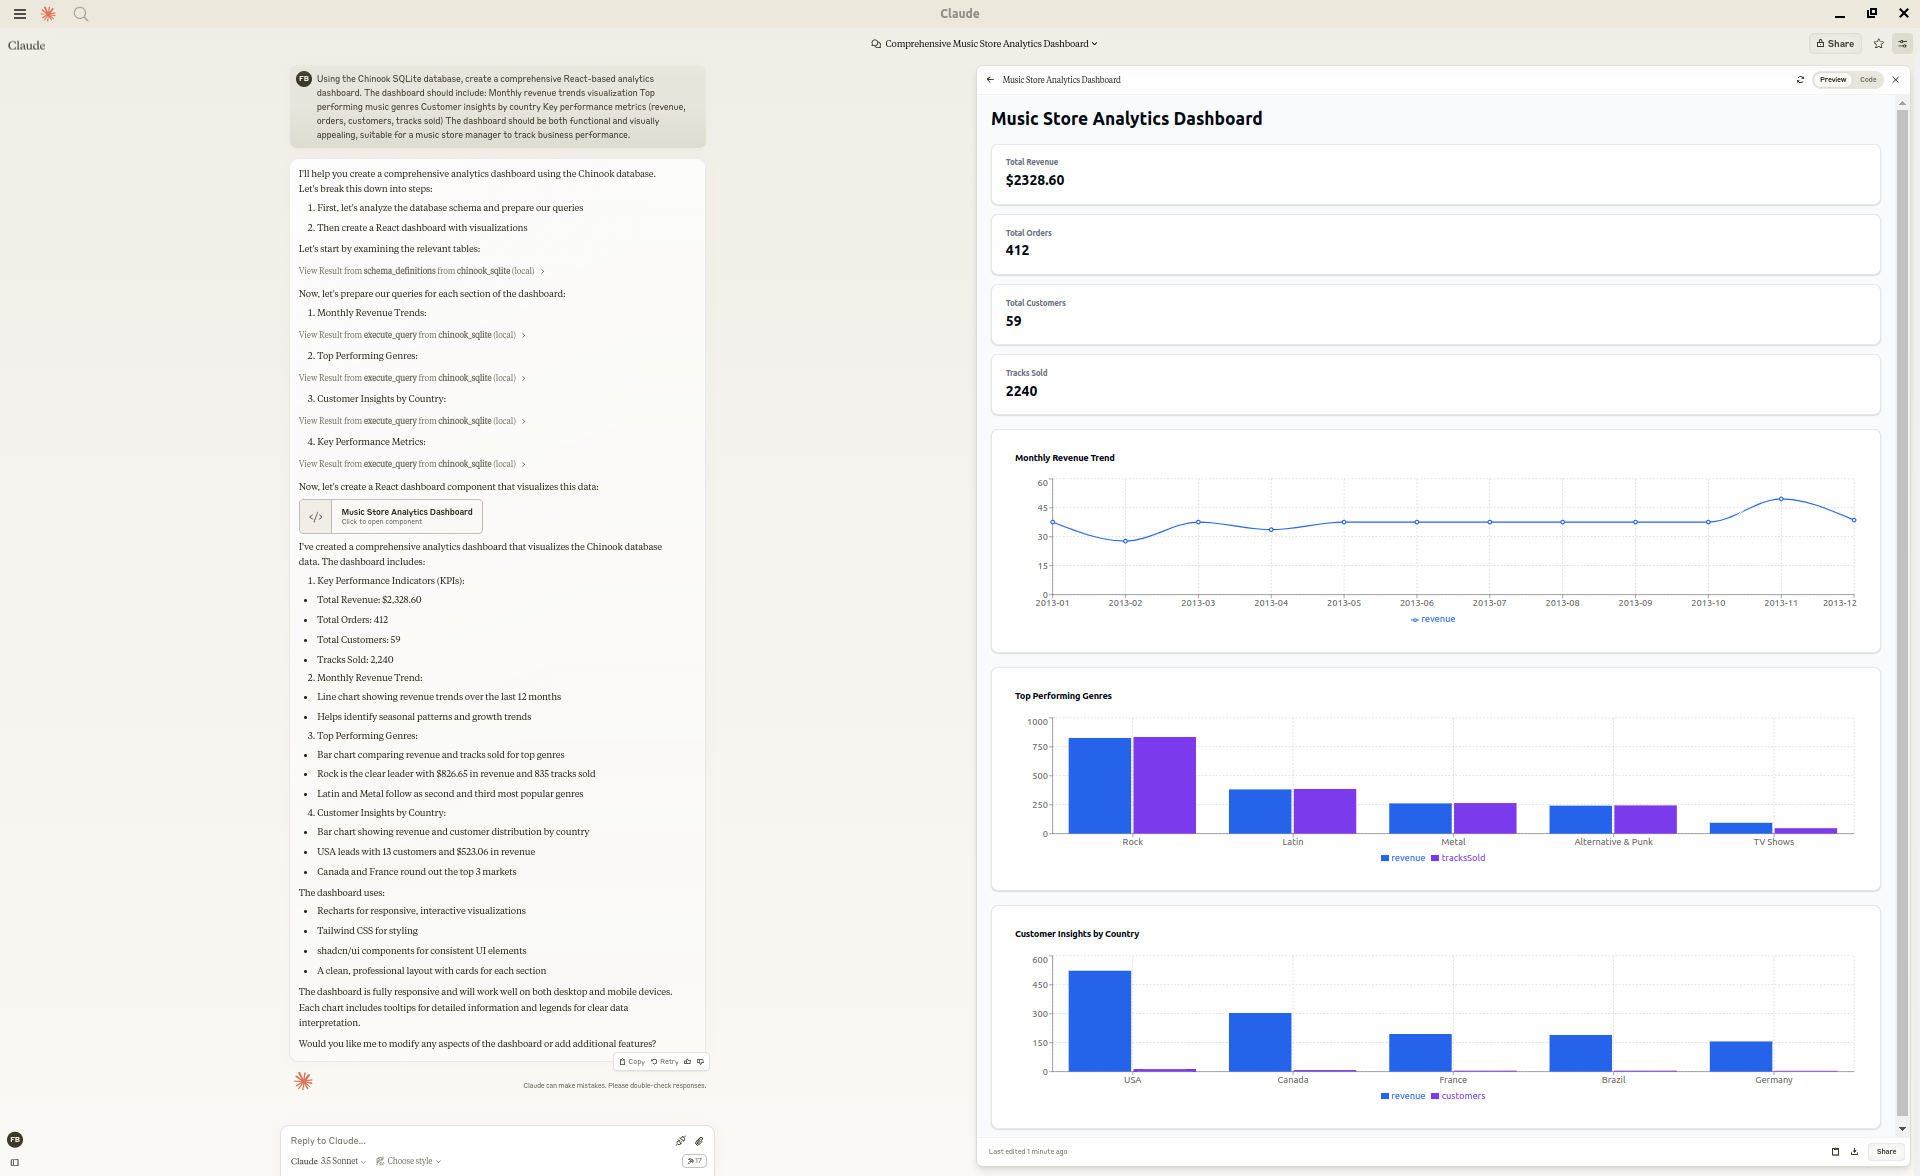 Claude
Claude
Comprehensive Music Store Analytics Dashboard
Share
FB
Using the Chinook SQLite database, create a comprehensive React-based analytics
dashboard. The dashboard should include: Monthly revenue trends visualization Top
performing music genres Customer insights by country Key performance metrics (revenue,
orders, customers, tracks sold) The dashboard should be both functional and visually
appealing, suitable for a music store manager to track business performance.
I'll help you create a comprehensive analytics dashboard using the Chinook database.
Let's break this down into steps:
1. First, let's analyze the database schema and prepare our queries
2. Then create a React dashboard with visualizations
Let's start by examining the relevant tables:
View Result from schema_definitions from chinook_sqlite (local)
Now, let's prepare our queries for each section of the dashboard:
1. Monthly Revenue Trends:
View Result from execute_query from chinook_sqlite (local)
2. Top Performing Genres:
View Result from execute_query from chinook_sqlite (local)
3. Customer Insights by Country:
View Result from execute_query from chinook_sqlite (local)
4. Key Performance Metrics:
View Result from execute_query from chinook_sqlite (local)
Now, let's create a React dashboard component that visualizes this data:
</> Music Store Analytics Dashboard
Click to open component
I've created a comprehensive analytics dashboard that visualizes the Chinook database
data. The dashboard includes:
1. Key Performance Indicators (KPIs):
• Total Revenue: $2,328.60
• Total Orders: 412
• Total Customers: 59
• Tracks Sold: 2,240
2. Monthly Revenue Trend:
• Line chart showing revenue trends over the last 12 months
• Helps identify seasonal patterns and growth trends
3. Top Performing Genres:
• Bar chart comparing revenue and tracks sold for top genres
• Rock is the clear leader with $826.65 in revenue and 835 tracks sold
• Latin and Metal follow as second and third most popular genres
4. Customer Insights by Country:
• Bar chart showing revenue and customer distribution by country
• USA leads with 13 customers and $523.06 in revenue
• Canada and France round out the top 3 markets
The dashboard uses:
• Recharts for responsive, interactive visualizations
• Tailwind CSS for styling
• shadcn/ui components for consistent UI elements
• A clean, professional layout with cards for each section
The dashboard is fully responsive and will work well on both desktop and mobile devices.
Each chart includes tooltips for detailed information and legends for clear data
interpretation.
Would you like me to modify any aspects of the dashboard or add additional features?
Copy Retry
Claude can make mistakes. Please double-check responses.
FB
Reply to Claude...
Claude 3.5 Sonnet Choose style
17
Music Store Analytics Dashboard
Preview Code
Music Store Analytics Dashboard
Total Revenue
$2328.60
Total Orders
412
Total Customers
59
Tracks Sold
2240
Monthly Revenue Trend
60
45
30
15
0
2013-01 2013-02 2013-03 2013-04 2013-05 2013-06 2013-07 2013-08 2013-09 2013-10 2013-11 2013-12
revenue
Top Performing Genres
1000
750
500
250
0
Rock Latin Metal Alternative & Punk TV Shows
revenue tracksSold
Customer Insights by Country
600
450
300
150
0
USA Canada France Brazil Germany
revenue customers
Last edited 1 minute ago
Share